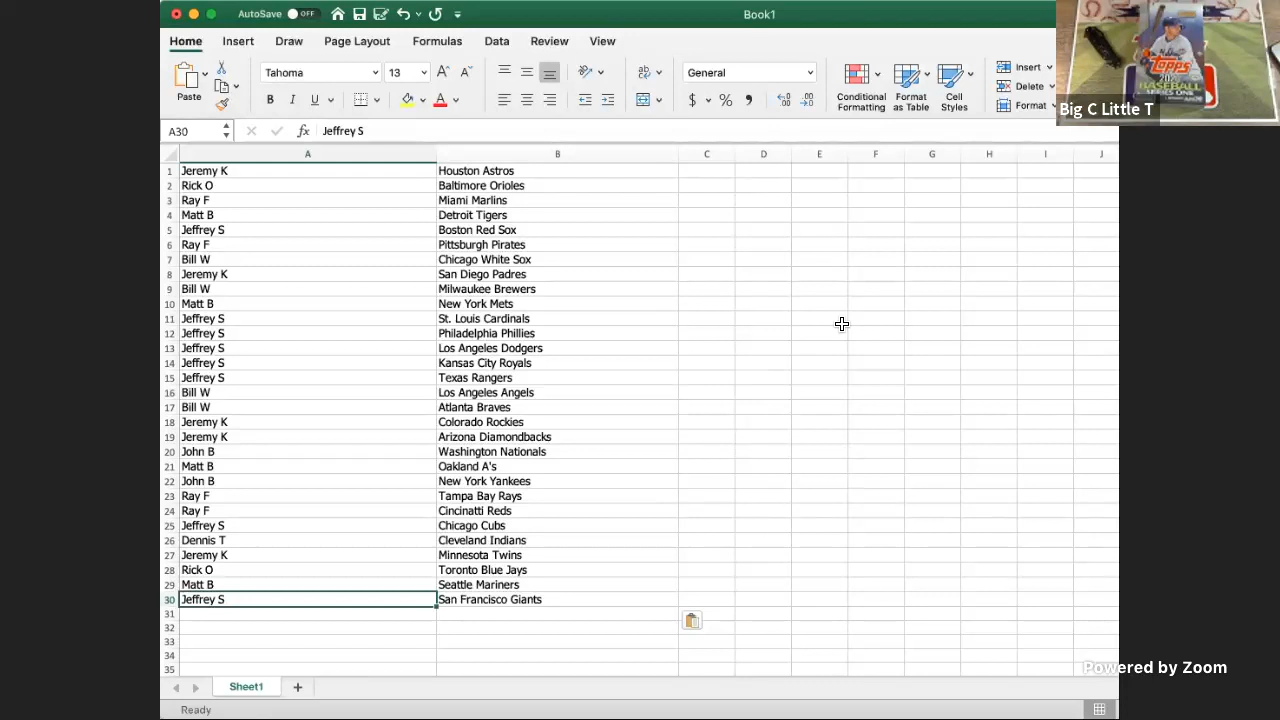 AutoSave OFF Book1
Home Insert Draw Page Layout Formulas Data Review View
Paste Tahoma 13 A A General Conditional Formatting Format as Table Cell Styles Insert Delete Format
B I U A $ % 9
A30 fx Jeffrey S
Topps
BASEBALL
SERIES ONE
Big C Little T
A B C D E F G H I J
1 Jeremy K Houston Astros
2 Rick O Baltimore Orioles
3 Ray F Miami Marlins
4 Matt B Detroit Tigers
5 Jeffrey S Boston Red Sox
6 Ray F Pittsburgh Pirates
7 Bill W Chicago White Sox
8 Jeremy K San Diego Padres
9 Bill W Milwaukee Brewers
10 Matt B New York Mets
11 Jeffrey S St. Louis Cardinals
12 Jeffrey S Philadelphia Phillies
13 Jeffrey S Los Angeles Dodgers
14 Jeffrey S Kansas City Royals
15 Jeffrey S Texas Rangers
16 Bill W Los Angeles Angels
17 Bill W Atlanta Braves
18 Jeremy K Colorado Rockies
19 Jeremy K Arizona Diamondbacks
20 John B Washington Nationals
21 Matt B Oakland A's
22 John B New York Yankees
23 Ray F Tampa Bay Rays
24 Ray F Cincinatti Reds
25 Jeffrey S Chicago Cubs
26 Dennis T Cleveland Indians
27 Jeremy K Minnesota Twins
28 Rick O Toronto Blue Jays
29 Matt B Seattle Mariners
30 Jeffrey S San Francisco Giants
31
32
33
34
35
Powered by Zoom
Sheet1
Ready